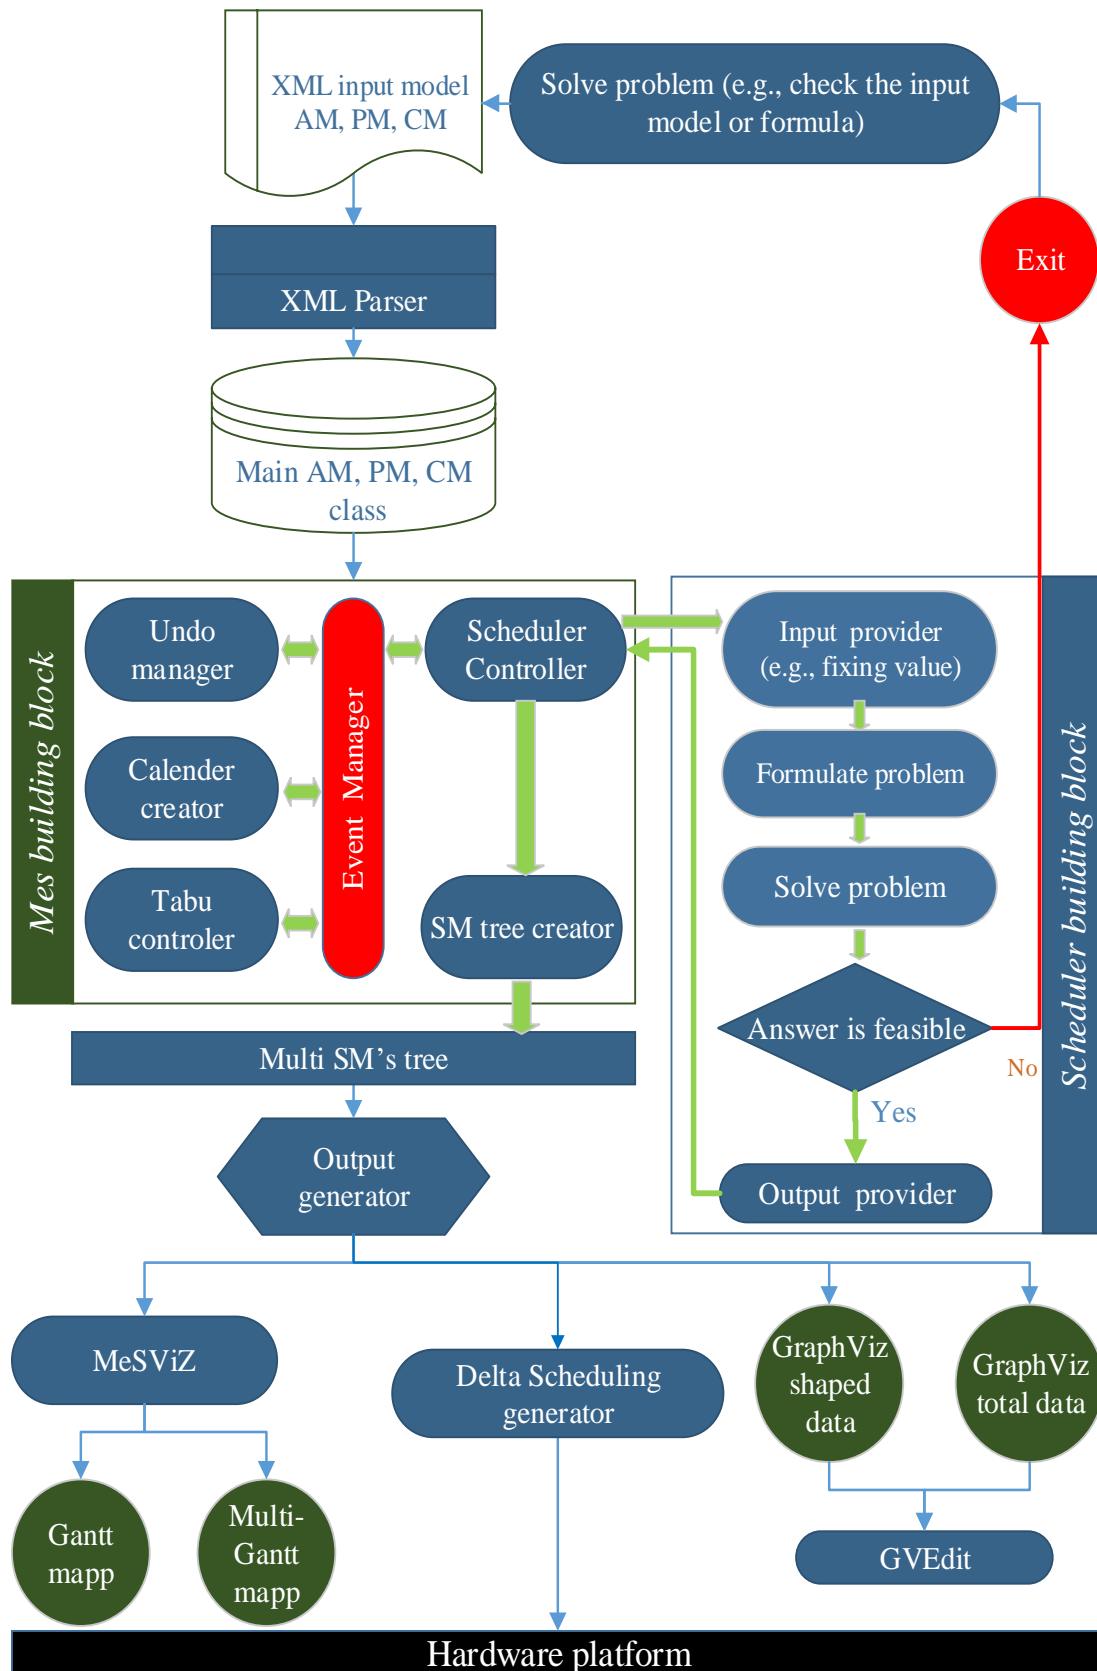 XML input model
AM, PM, CM
Solve problem (e.g., check the input
model or formula)
Exit
XML Parser
Main AM, PM, CM
class
Mes building block
Undo
manager
Calender
creator
Tabu
controler
Event Manager
Scheduler
Controller
SM tree creator
Input provider
(e.g., fixing value)
Formulate problem
Solve problem
Answer is feasible
No
Yes
Output provider
Scheduler building block
Multi SM’s tree
Output
generator
MeSViZ
Delta Scheduling
generator
GraphViz
shaped
data
GraphViz
total data
Gantt
mapp
Multi-
Gantt
mapp
GVEdit
Hardware platform